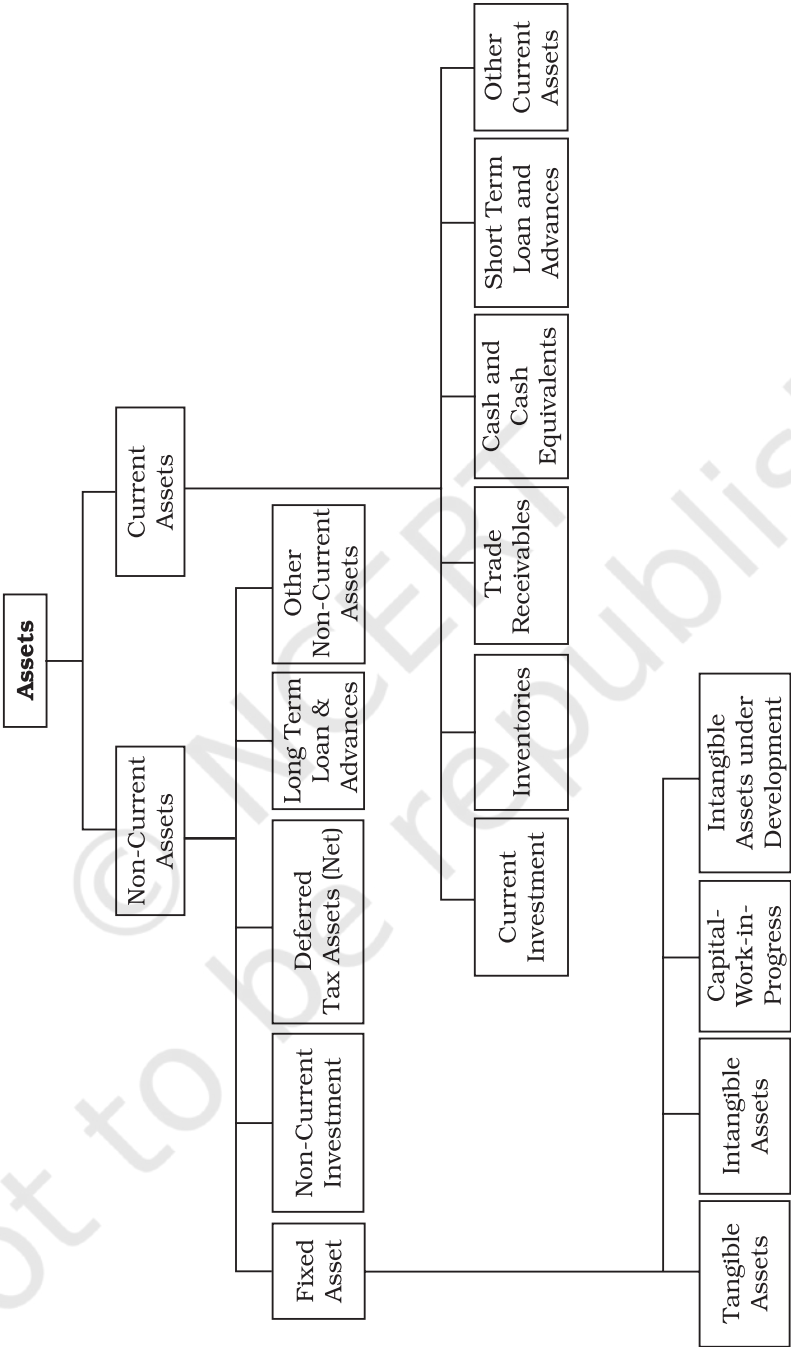 Assets
Non-Current
Assets
Current
Assets
Fixed
Asset
Non-Current
Investment
Deferred
Tax Assets (Net)
Long Term
Loan &
Advances
Other
Non-Current
Assets
Current
Investment
Inventories
Trade
Receivables
Cash and
Cash
Equivalents
Short Term
Loan and
Advances
Other
Current
Assets
Tangible
Assets
Intangible
Assets
Capital-
Work-in-
Progress
Intangible
Assets under
Development
© NCERT
not to be republish